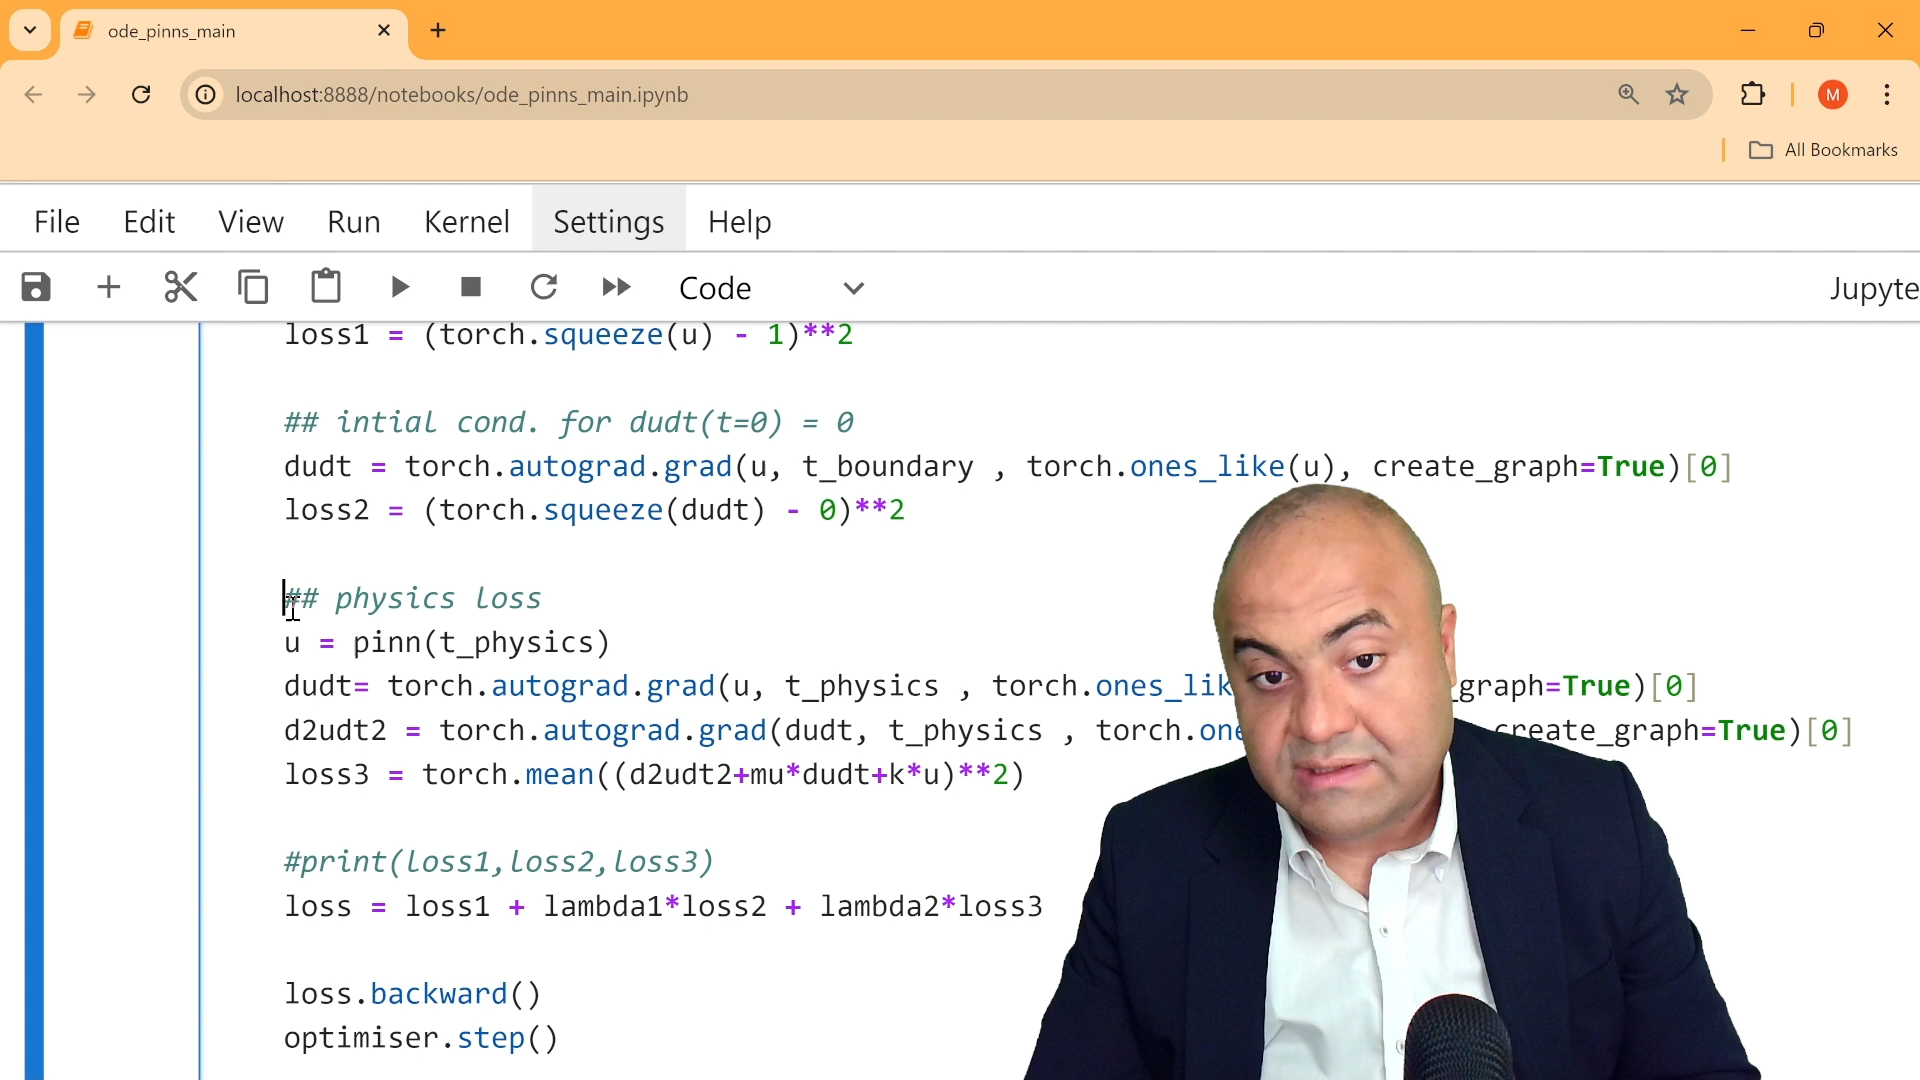 ode_pinns_main
localhost:8888/notebooks/ode_pinns_main.ipynb
M
All Bookmarks
File Edit View Run Kernel Settings Help
Code
Jupyte
loss1 = (torch.squeeze(u) - 1)**2
## intial cond. for dudt(t=0) = 0
dudt = torch.autograd.grad(u, t_boundary , torch.ones_like(u), create_graph=True)[0]
loss2 = (torch.squeeze(dudt) - 0)**2
## physics loss
u = pinn(t_physics)
dudt= torch.autograd.grad(u, t_physics , torch.ones_lik _graph=True)[0]
d2udt2 = torch.autograd.grad(dudt, t_physics , torch.one create_graph=True)[0]
loss3 = torch.mean((d2udt2+mu*dudt+k*u)**2)
#print(loss1,loss2,loss3)
loss = loss1 + lambda1*loss2 + lambda2*loss3
loss.backward()
optimiser.step()